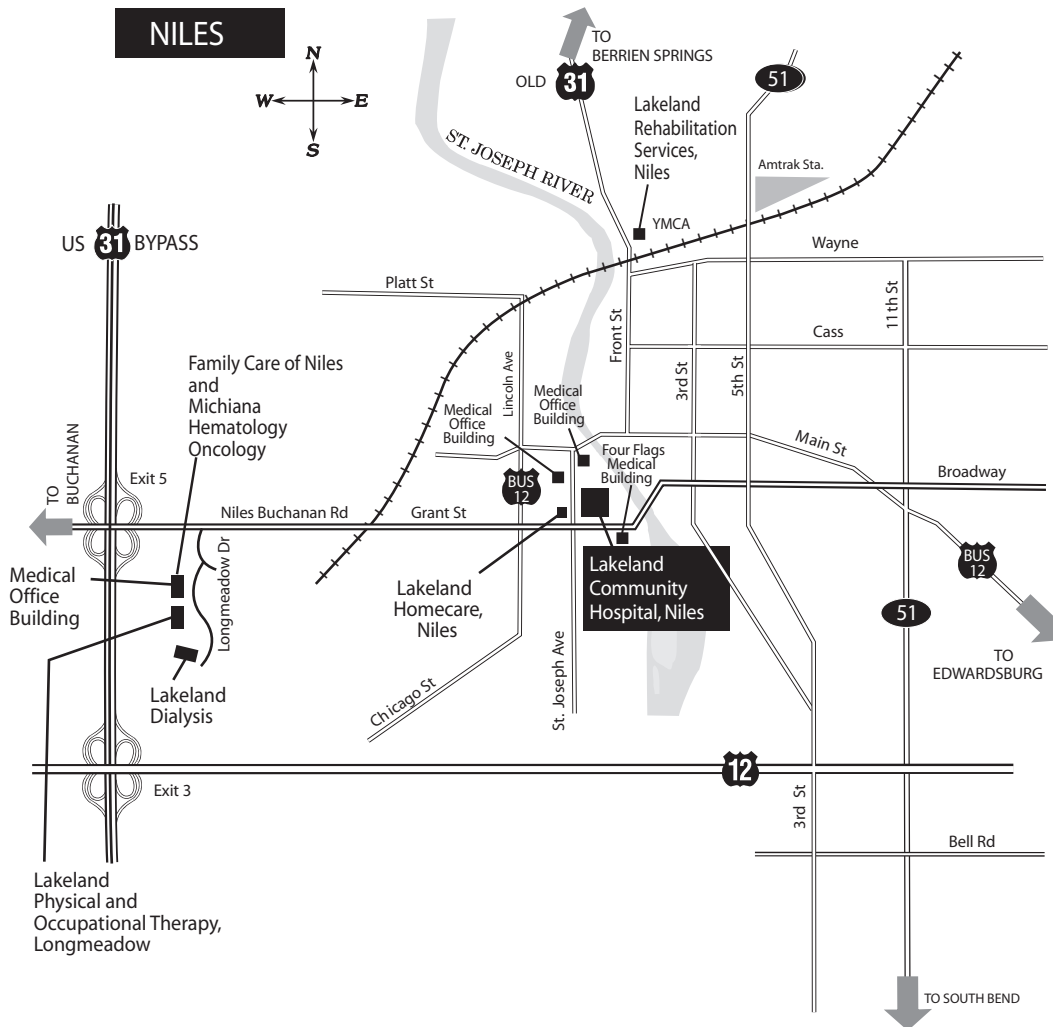 NILES
N
W E
S
TO
BERRIEN SPRINGS
OLD 31
51
Lakeland
Rehabilitation
Services,
Niles
ST. JOSEPH RIVER
Amtrak Sta.
YMCA
US 31 BYPASS
Wayne
Platt St
11th St
Front St
Cass
3rd St
5th St
Lincoln Ave
Family Care of Niles
and
Michiana
Hematology
Oncology
Medical
Office
Building
Medical
Office
Building
Main St
Four Flags
Medical
Building
Broadway
TO
BUCHANAN
Exit 5
BUS
12
Niles Buchanan Rd
Grant St
Longmeadow Dr
BUS
12
Medical
Office
Building
Lakeland
Homecare,
Niles
Lakeland
Community
Hospital, Niles
51
TO
EDWARDSBURG
St. Joseph Ave
Chicago St
Lakeland
Dialysis
12
Exit 3
3rd St
Bell Rd
Lakeland
Physical and
Occupational Therapy,
Longmeadow
TO SOUTH BEND